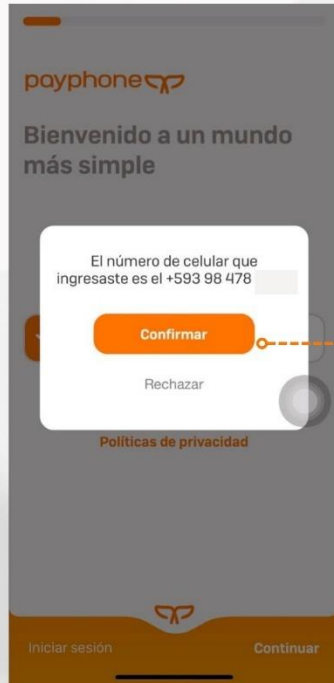 payphone
Bienvenido a un mundo
más simple
El número de celular que
ingresaste es el +593 98 478
Confirmar
Rechazar
Políticas de privacidad
Iniciar sesión
Continuar